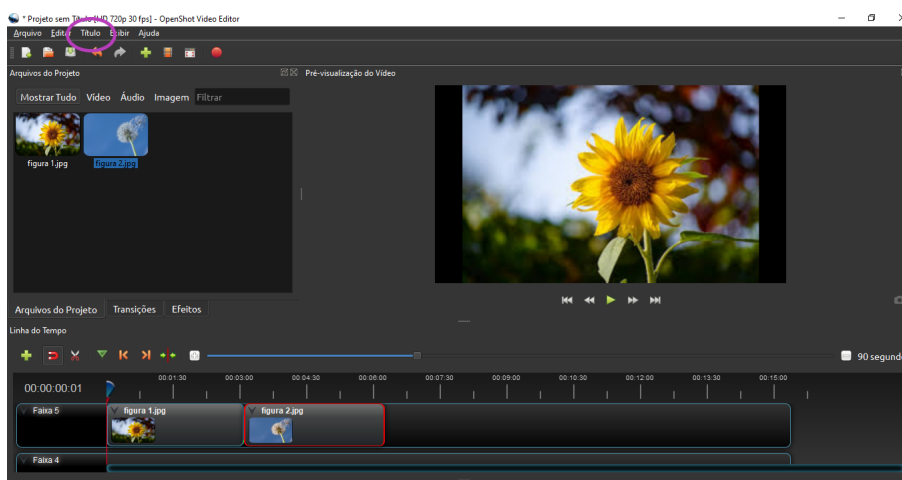 * Projeto sem Título [HD 720p 30 fps] - OpenShot Video Editor
Arquivo Editar Título Exibir Ajuda
Arquivos do Projeto
Pré-visualização do Vídeo
Mostrar Tudo Vídeo Áudio Imagem Filtrar
figura 1.jpg
figura 2.jpg
Arquivos do Projeto Transições Efeitos
Linha do Tempo
90 segund
00:00:00:01
00:01:30 00:03:00 00:04:30 00:06:00 00:07:30 00:09:00 00:10:30 00:12:00 00:13:30 00:15:00
Faixa 5
figura 1.jpg
figura 2.jpg
Faixa 4